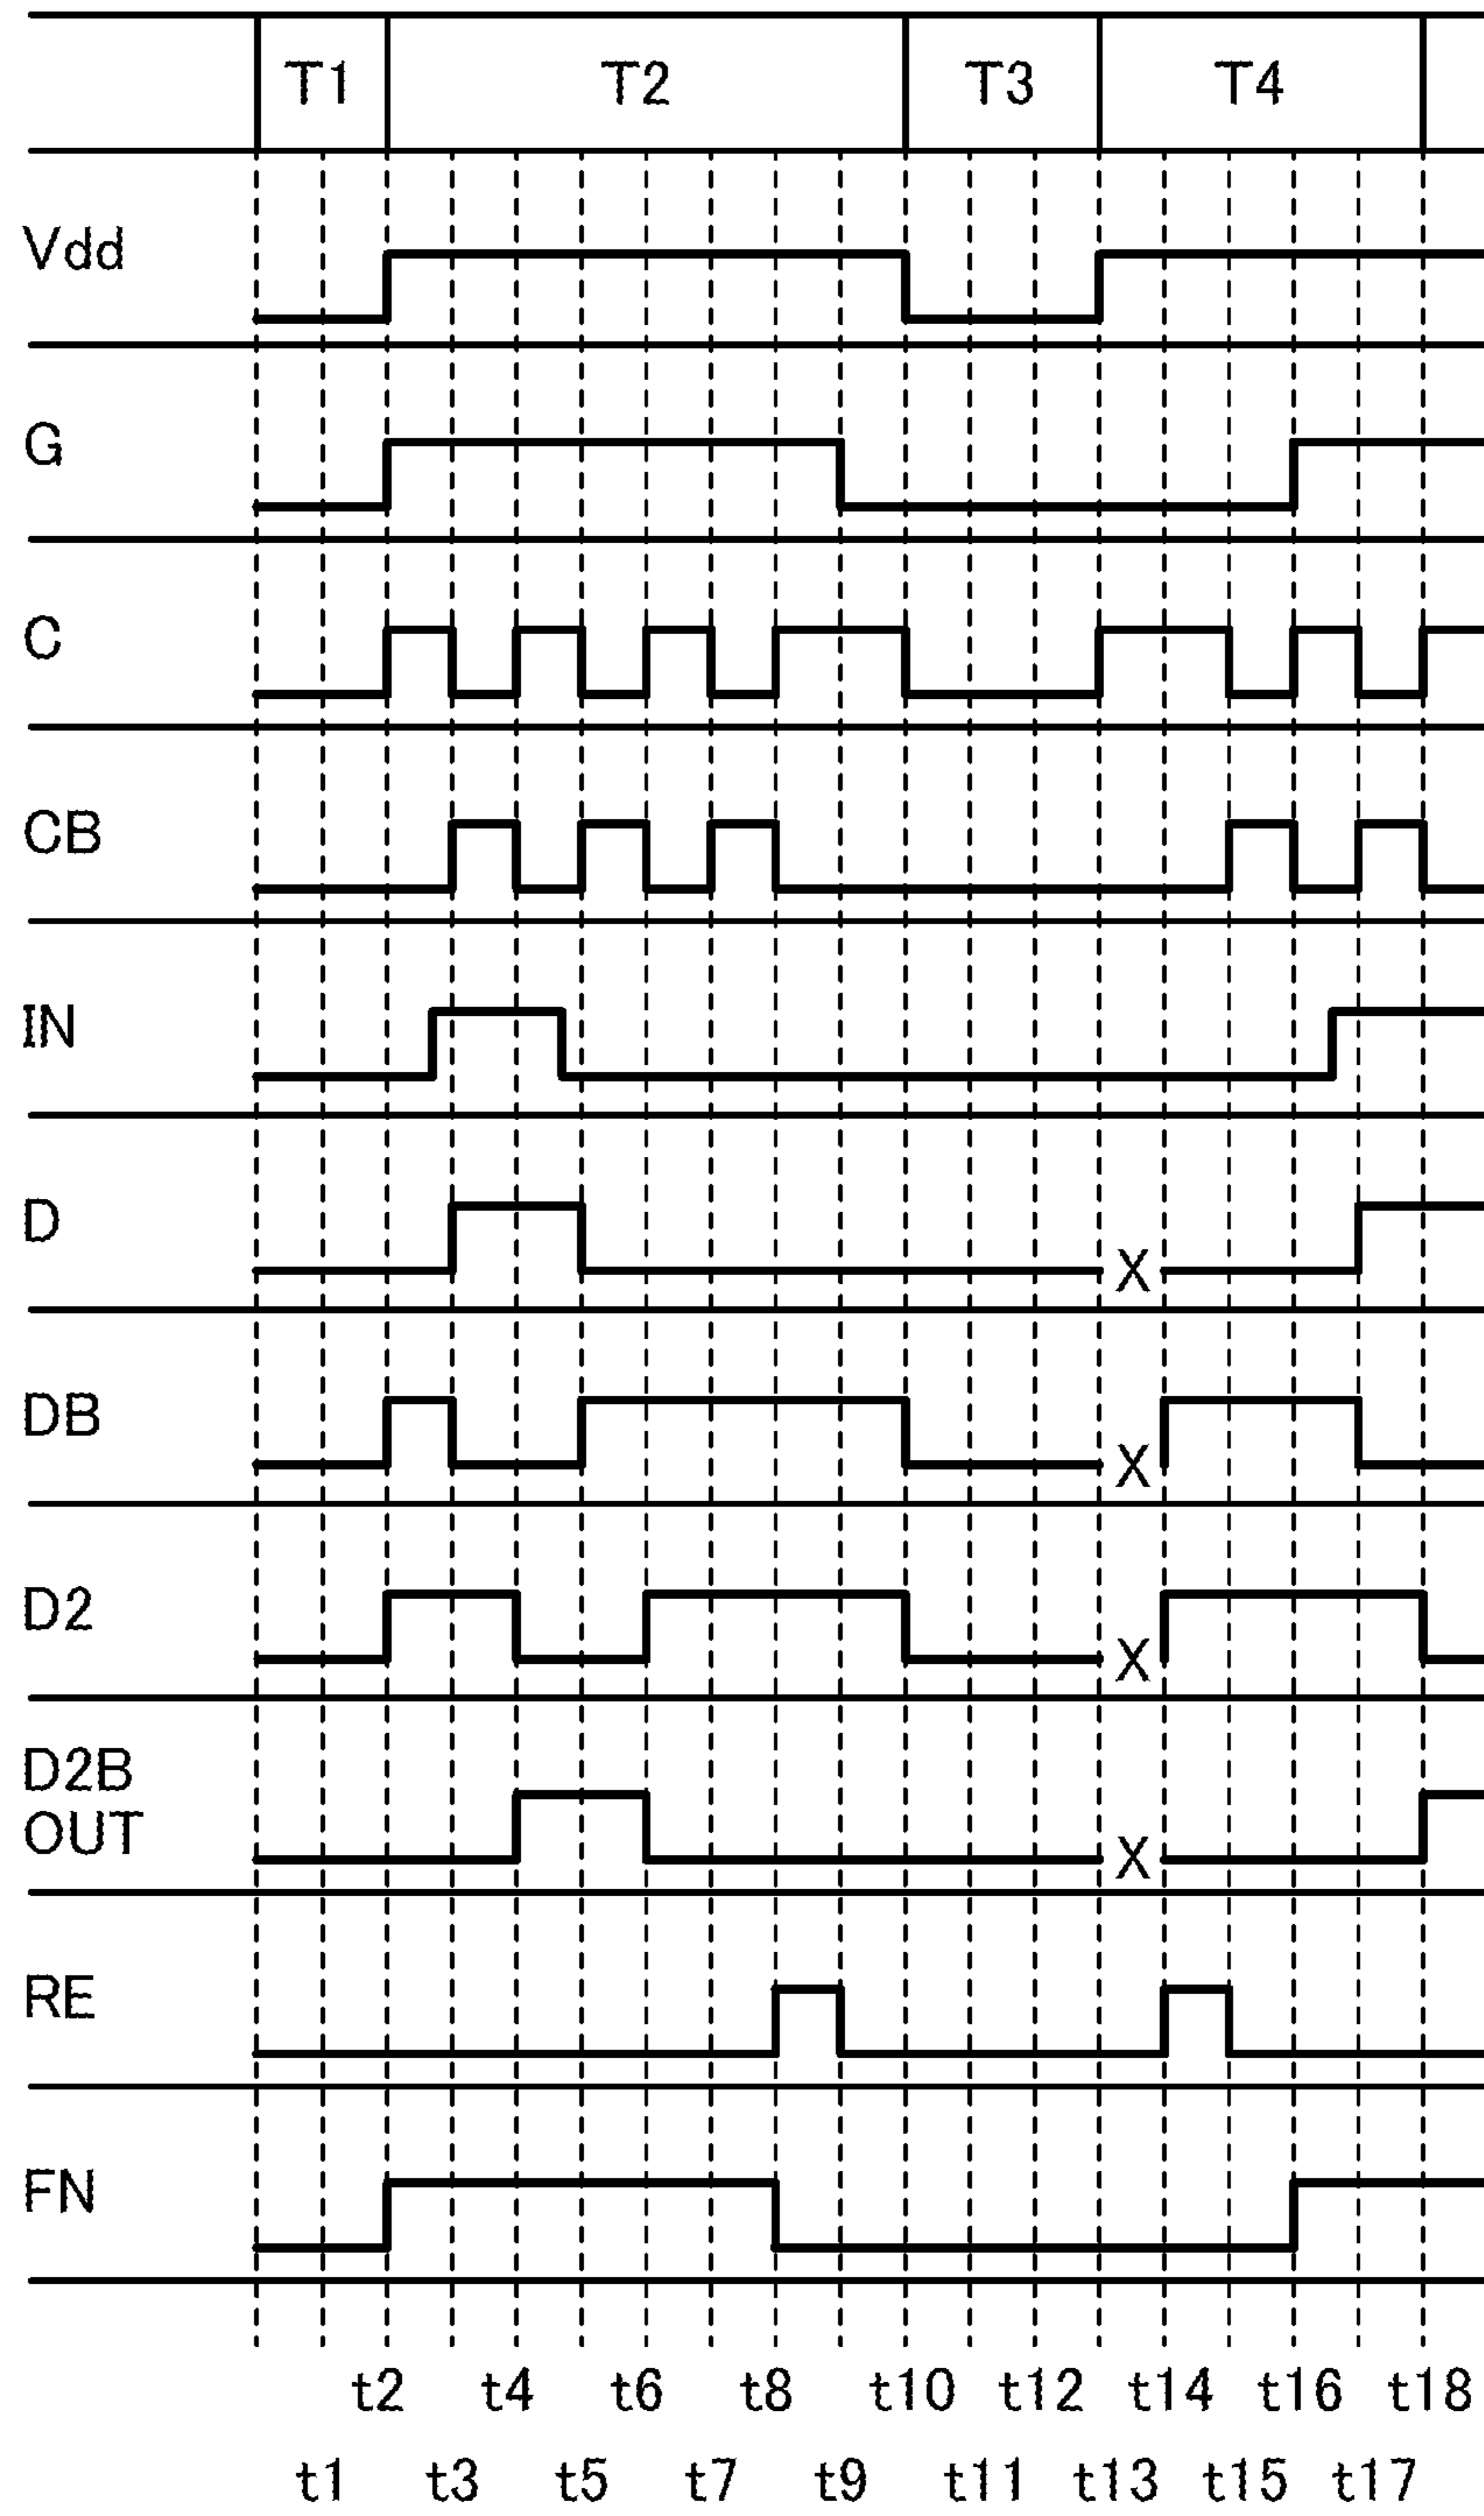 T1 T2 T3 T4
Vdd
G
C
CB
IN
D
X
DB
X
D2
X
D2B
OUT
X
RE
FN
t2 t4 t6 t8 t10 t12 t14 t16 t18
t1 t3 t5 t7 t9 t11 t13 t15 t17